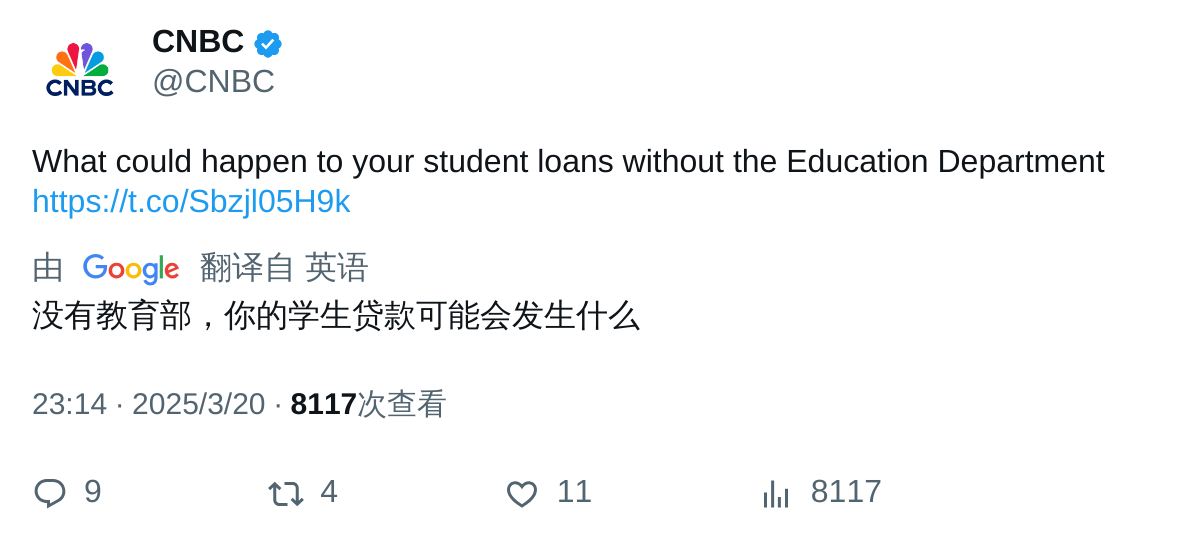 CNBC
CNBC
@CNBC
What could happen to your student loans without the Education Department
https://t.co/Sbzjl05H9k
由 Google 翻译自 英语
没有教育部，你的学生贷款可能会发生什么
23:14 · 2025/3/20 · 8117次查看
9 4 11 8117